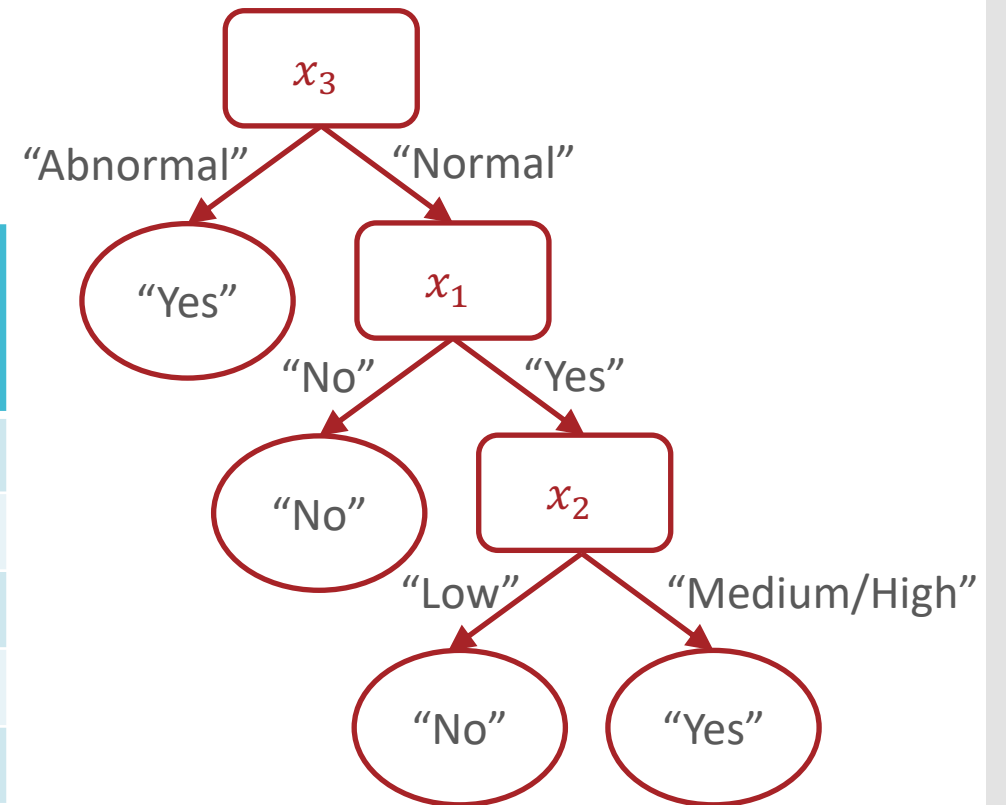 x₃
“Abnormal” “Normal”
“Yes” x₁
“No” “Yes”
“No” x₂
“Low” “Medium/High”
“No” “Yes”